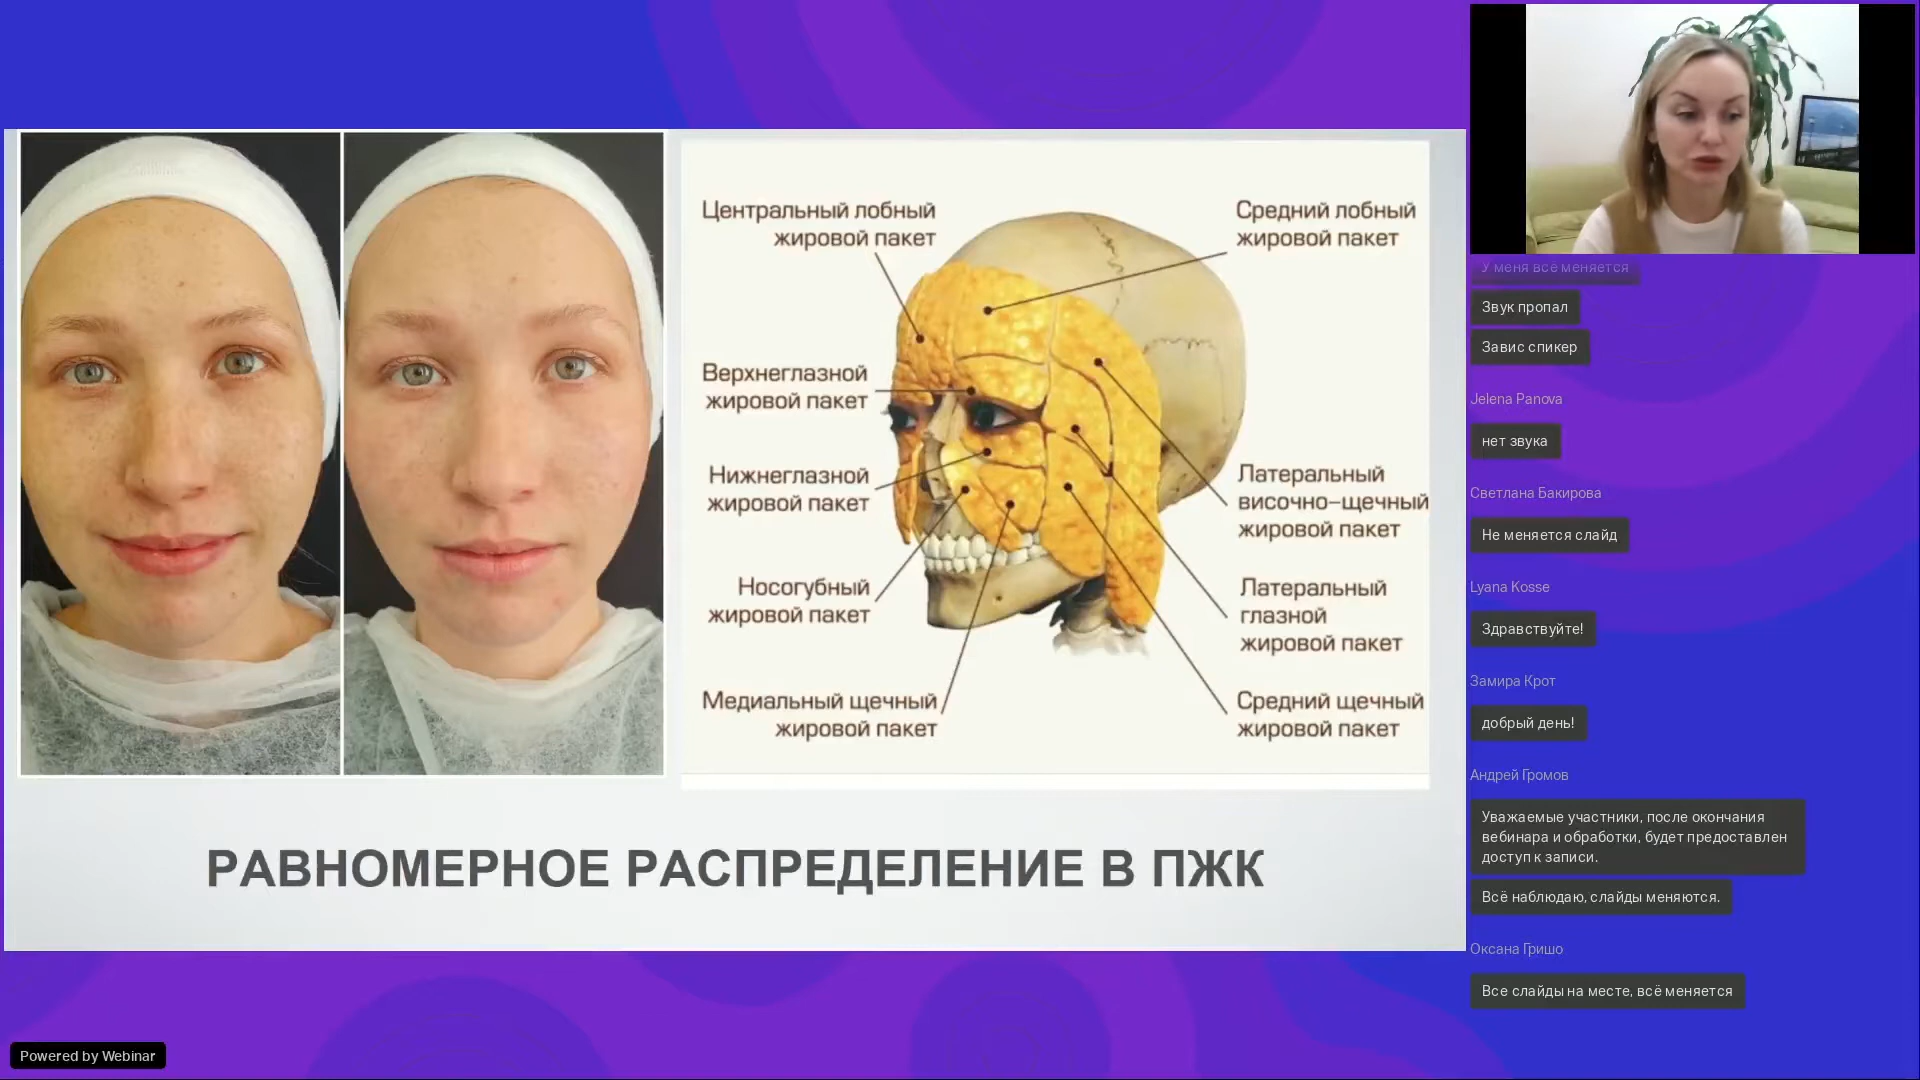 Центральный лобный
жировой пакет
Средний лобный
жировой пакет
Верхнеглазной
жировой пакет
Нижнеглазной
жировой пакет
Латеральный
височно-щечный
жировой пакет
Носогубный
жировой пакет
Латеральный
глазной
жировой пакет
Медиальный щечный
жировой пакет
Средний щечный
жировой пакет
РАВНОМЕРНОЕ РАСПРЕДЕЛЕНИЕ В ПЖК
У меня всё меняется
Звук пропал
Завис спикер
Jelena Panova
нет звука
Светлана Бакирова
Не меняется слайд
Lyana Kosse
Здравствуйте!
Замира Крот
добрый день!
Андрей Громов
Уважаемые участники, после окончания
вебинара и обработки, будет предоставлен
доступ к записи.
Всё наблюдаю, слайды меняются.
Оксана Гришо
Все слайды на месте, всё меняется
Powered by Webinar